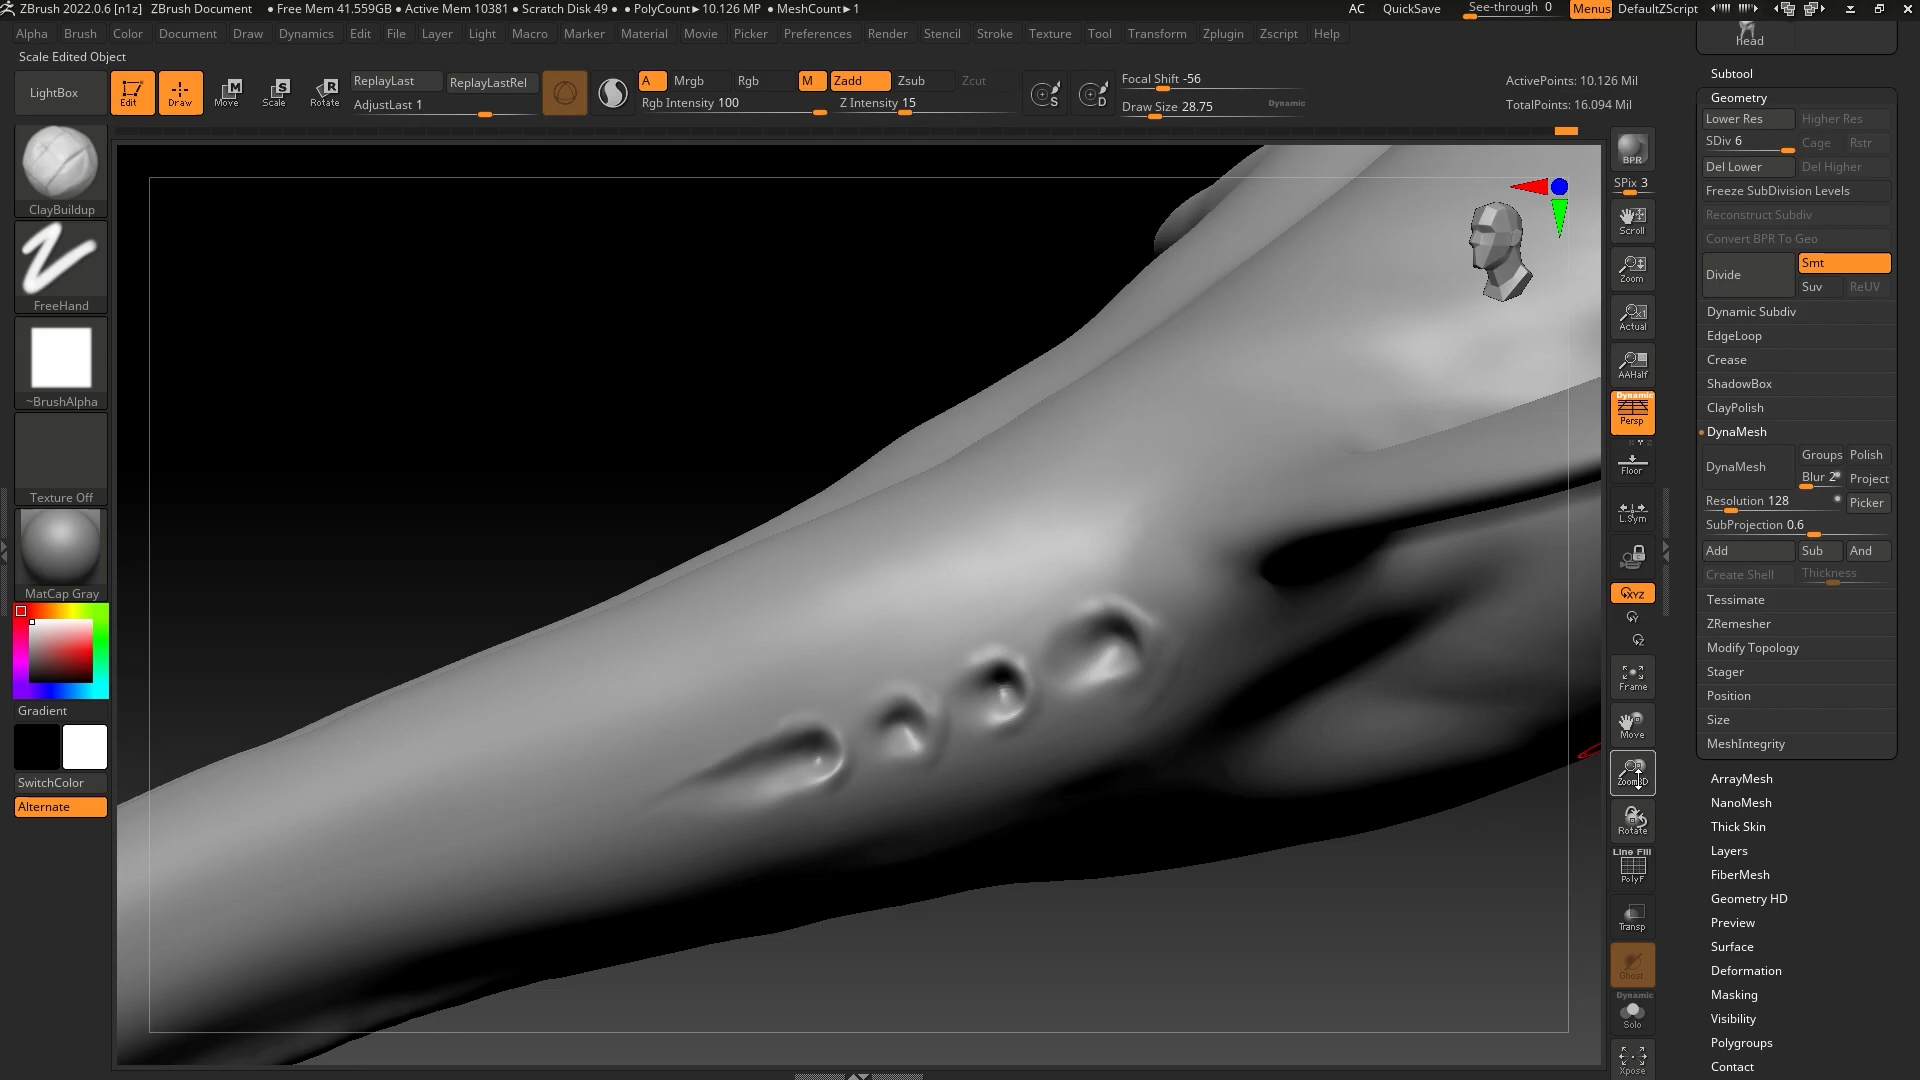 ZBrush 2022.0.6 [n1z] ZBrush Document ● Free Mem 41.559GB ● Active Mem 10381 ● Scratch Disk 49 ● ● PolyCount► 10.126 MP ● MeshCount► 1 AC QuickSave See-through 0 Menus DefaultZScript
Alpha Brush Color Document Draw Dynamics Edit File Layer Light Macro Marker Material Movie Picker Preferences Render Stencil Stroke Texture Tool Transform Zplugin Zscript Help
Scale Edited Object
LightBox
Edit
Draw
Move
Scale
Rotate
ReplayLast ReplayLastRel
AdjustLast 1
A Mrgb Rgb M Zadd Zsub Zcut
Rgb Intensity 100 Z Intensity 15
S
D
Focal Shift -56
Draw Size 28.75 Dynamic
ActivePoints: 10.126 Mil
TotalPoints: 16.094 Mil
ClayBuildup
FreeHand
~BrushAlpha
Texture Off
MatCap Gray
Gradient
SwitchColor
Alternate
BPR
SPix 3
Scroll
Zoom
Actual
AAHalf
Dynamic
Persp
Floor
L.Sym
XYZ
Frame
Move
Zoom3D
Rotate
Line Fill
PolyF
Transp
Ghost
Dynamic
Solo
Xpose
head
Subtool
Geometry
Lower Res Higher Res
SDiv 6 Cage Rstr
Del Lower Del Higher
Freeze SubDivision Levels
Reconstruct Subdiv
Convert BPR To Geo
Divide Smt
Suv ReUV
Dynamic Subdiv
EdgeLoop
Crease
ShadowBox
ClayPolish
DynaMesh
DynaMesh Groups Polish
Blur 2 Project
Resolution 128 Picker
SubProjection 0.6
Add Sub And
Create Shell Thickness
Tessimate
ZRemesher
Modify Topology
Stager
Position
Size
MeshIntegrity
ArrayMesh
NanoMesh
Thick Skin
Layers
FiberMesh
Geometry HD
Preview
Surface
Deformation
Masking
Visibility
Polygroups
Contact